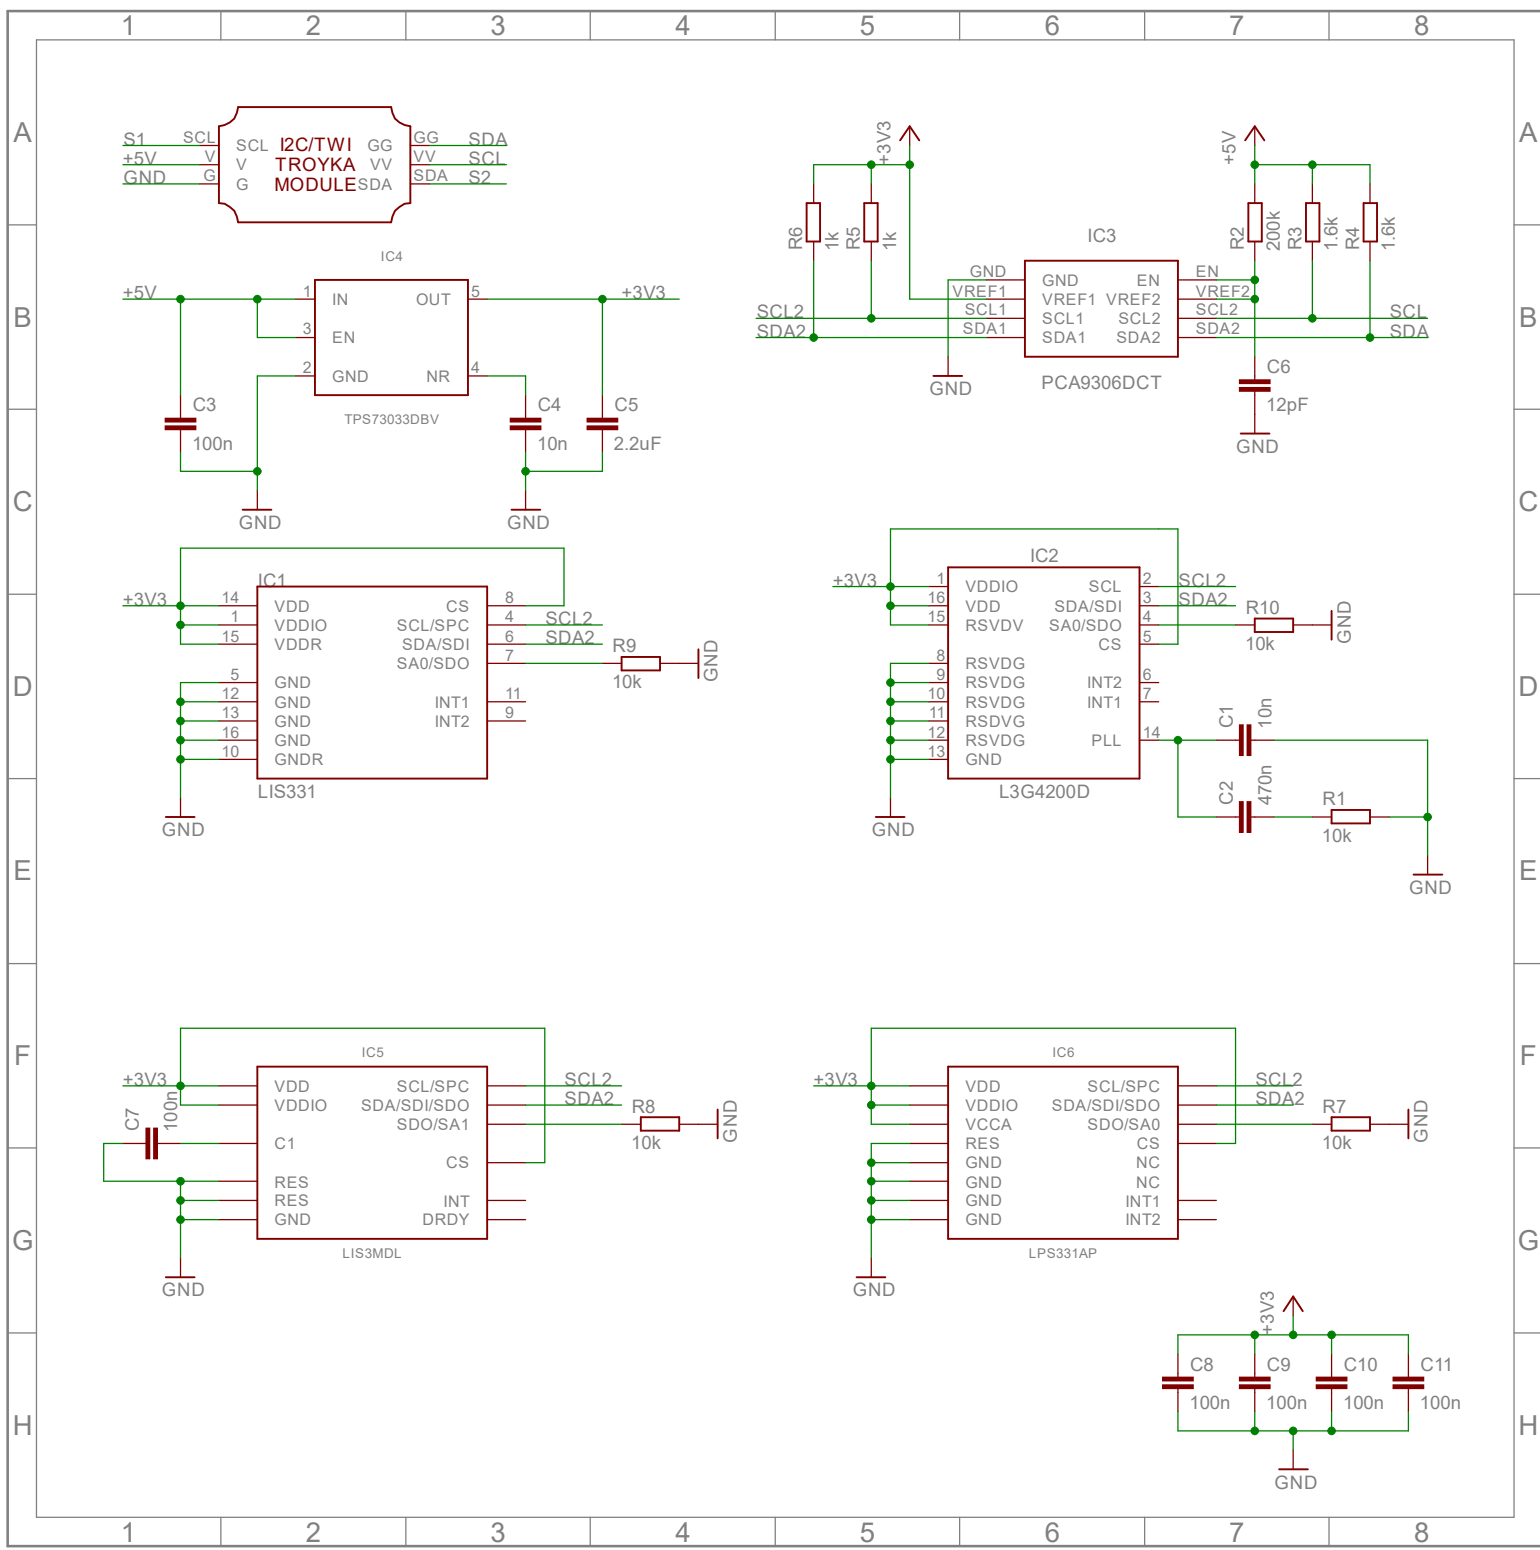 1 2 3 4 5 6 7 8
A A
S1 SCL SCL I2C/TWI GG GG SDA
+5V V V TROYKA VV VV SCL
GND G G MODULE SDA SDA S2
+3V3
R6 1k
R5 1k
+5V
R2 200k
R3 1.6k
R4 1.6k
IC3
GND GND EN EN
VREF1 VREF1 VREF2 VREF2
SCL2 SCL1 SCL1 SCL2 SCL2 SCL
SDA2 SDA1 SDA1 SDA2 SDA2 SDA
GND
PCA9306DCT
C6
12pF
GND
B B
IC4
+5V 1 IN OUT 5 +3V3
3 EN
2 GND NR 4
TPS73033DBV
C3
100n
C4
10n
C5
2.2uF
GND GND
C C
IC1
+3V3 14 VDD CS 8
1 VDDIO SCL/SPC 4 SCL2
15 VDDR SDA/SDI 6 SDA2
SA0/SDO 7 R9 10k GND
5 GND
12 GND INT1 11
13 GND INT2 9
16 GND
10 GNDR
LIS331
GND
IC2
+3V3 1 VDDIO SCL 2 SCL2
16 VDD SDA/SDI 3 SDA2
15 RSVDV SA0/SDO 4 R10 10k GND
CS 5
8 RSVDG
9 RSVDG INT2 6
10 RSVDG INT1 7
11 RSDVG
12 RSVDG PLL 14
13 GND
L3G4200D
GND
C1 10n
C2 470n
R1
10k
GND
D D
E E
IC5
+3V3 VDD SCL/SPC SCL2
VDDIO SDA/SDI/SDO SDA2
SDO/SA1 R8 10k GND
C7 100n
C1
CS
RES
RES INT
GND DRDY
LIS3MDL
GND
IC6
+3V3 VDD SCL/SPC SCL2
VDDIO SDA/SDI/SDO SDA2
VCCA SDO/SA0 R7 10k GND
RES CS
GND NC
GND NC
GND INT1
GND INT2
LPS331AP
GND
F F
G G
+3V3
C8 C9 C10 C11
100n 100n 100n 100n
GND
H H
1 2 3 4 5 6 7 8